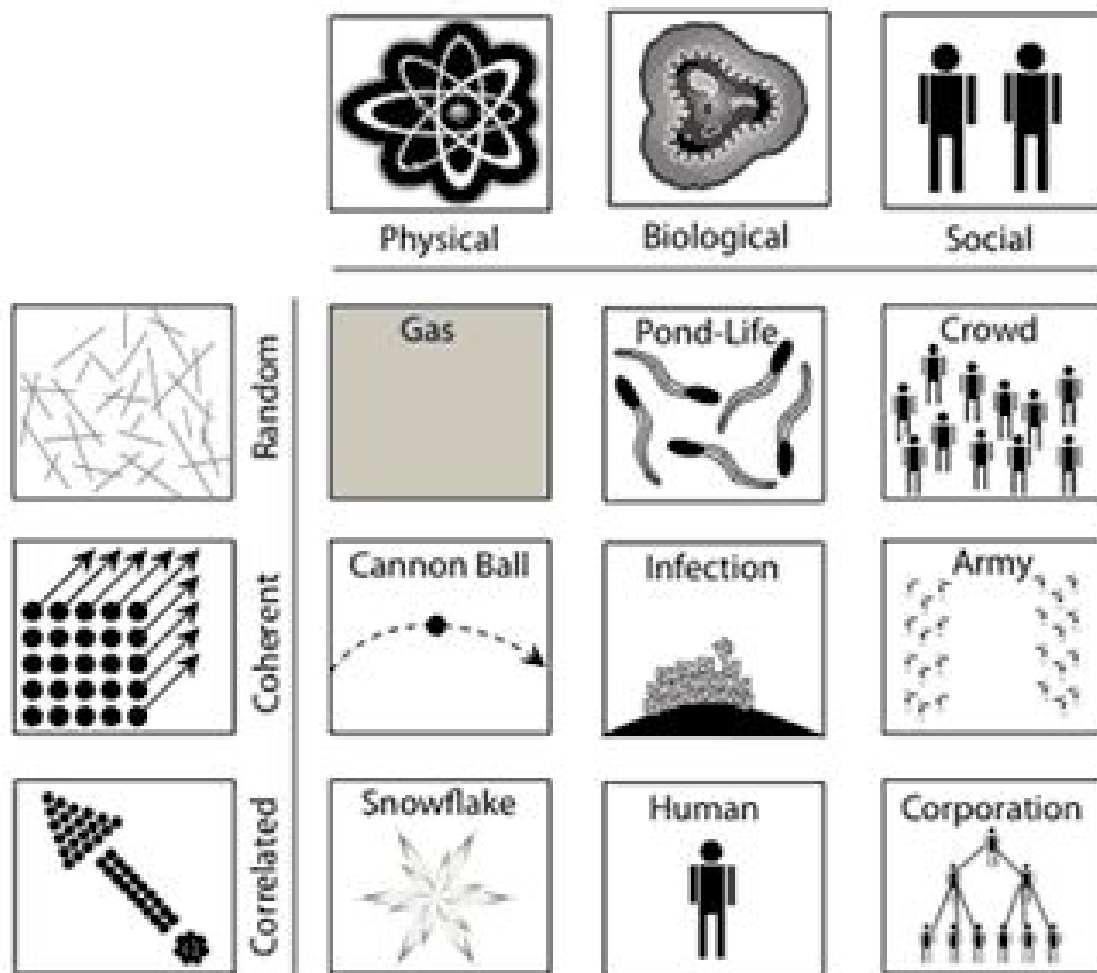 Physical
Biological
Social
Random
Gas
Pond-Life
Crowd
Coherent
Cannon Ball
Infection
Army
Correlated
Snowflake
Human
Corporation